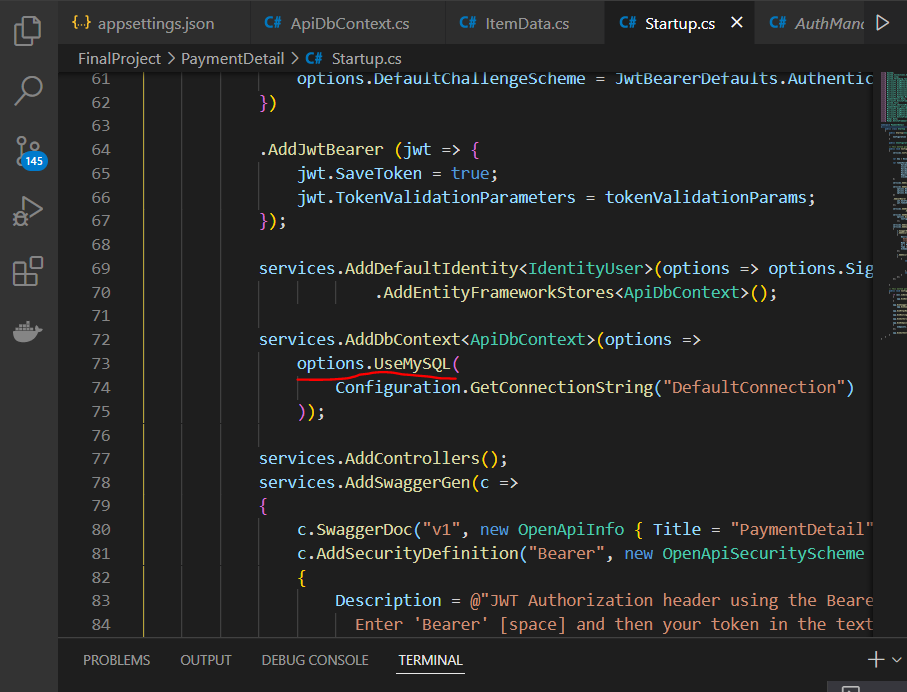 {..} appsettings.json C# ApiDbContext.cs C# ItemData.cs C# Startup.cs × C# AuthMana
FinalProject > PaymentDetail > C# Startup.cs
61 options.DefaultChallengeScheme = JwtBearerDefaults.Authentic
62 })
63
64 .AddJwtBearer (jwt => {
65 jwt.SaveToken = true;
66 jwt.TokenValidationParameters = tokenValidationParams;
67 });
68
69 services.AddDefaultIdentity<IdentityUser>(options => options.Sig
70 .AddEntityFrameworkStores<ApiDbContext>();
71
72 services.AddDbContext<ApiDbContext>(options =>
73 options.UseMySQL(
74 Configuration.GetConnectionString("DefaultConnection")
75 ));
76
77 services.AddControllers();
78 services.AddSwaggerGen(c =>
79 {
80 c.SwaggerDoc("v1", new OpenApiInfo { Title = "PaymentDetail"
81 c.AddSecurityDefinition("Bearer", new OpenApiSecurityScheme
82 {
83 Description = @"JWT Authorization header using the Beare
84 Enter 'Bearer' [space] and then your token in the text
145
PROBLEMS OUTPUT DEBUG CONSOLE TERMINAL